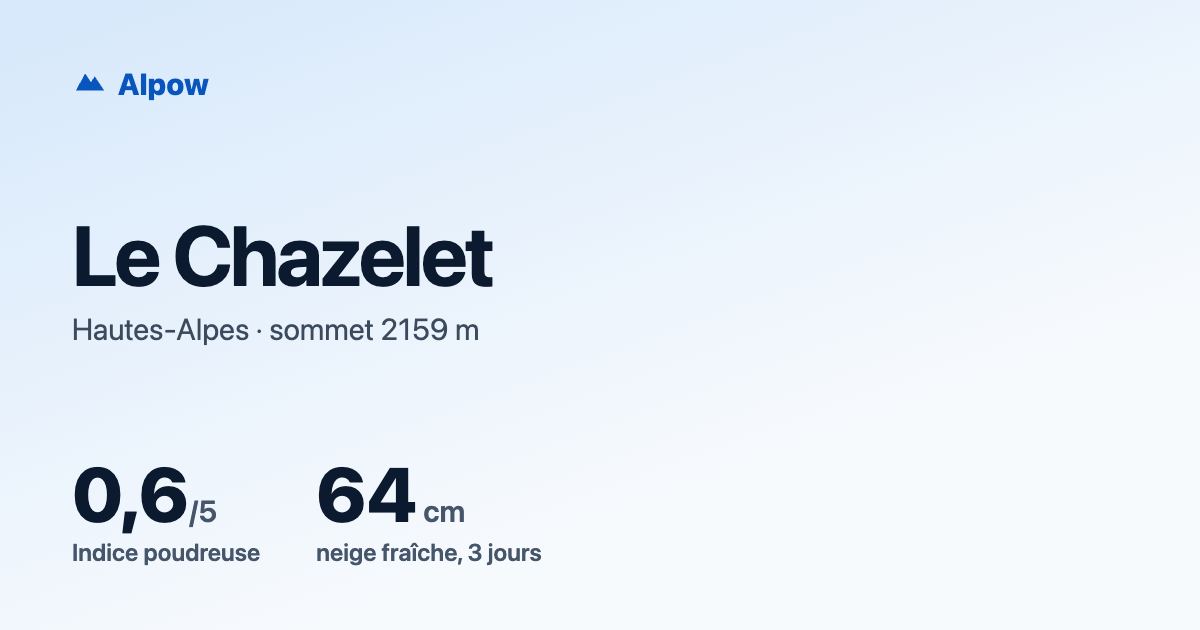 Alpow
Le Chazelet
Hautes-Alpes · sommet 2159 m
0,6/5
Indice poudreuse
64 cm
neige fraîche, 3 jours